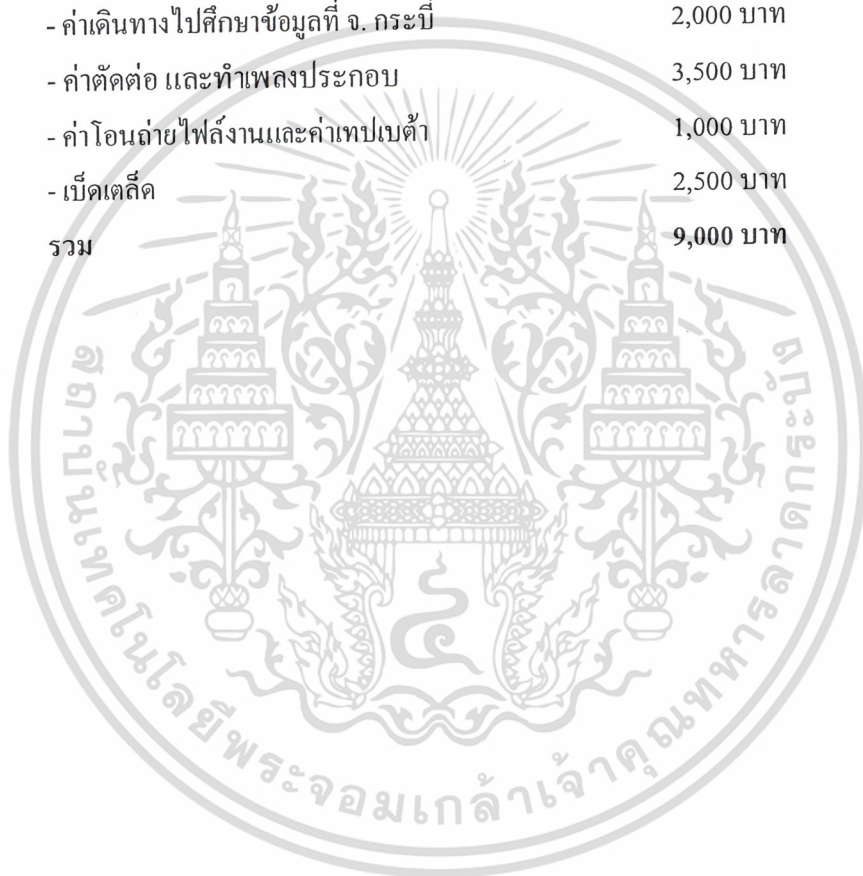 - ค่าเดินทางไปศึกษาข้อมูลที่ จ. กระบี่ 2,000 บาท
- ค่าตัดต่อ และทำเพลงประกอบ 3,500 บาท
- ค่าโอนถ่ายไฟล์งานและค่าเทปเบต้า 1,000 บาท
- เบ็ดเตล็ด 2,500 บาท
รวม 9,000 บาท
สถาบันเทคโนโลยีพระจอมเกล้าเจ้าคุณทหารลาดกระบัง